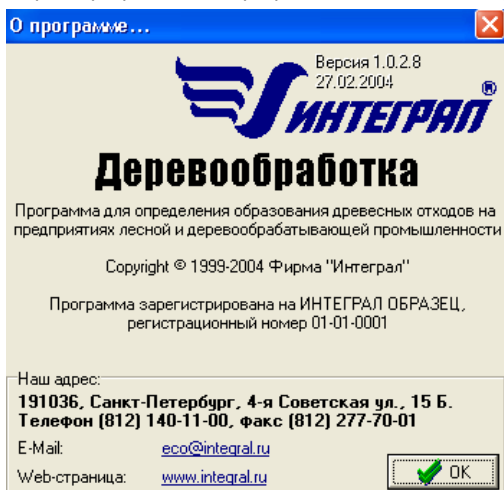 О программе...
Версия 1.0.2.8
27.02.2004
ИНТЕГРАЛ ®
Деревообработка
Программа для определения образования древесных отходов на
предприятиях лесной и деревообрабатывающей промышленности
Copyright © 1999-2004 Фирма "Интеграл"
Программа зарегистрирована на ИНТЕГРАЛ ОБРАЗЕЦ,
регистрационный номер 01-01-0001
Наш адрес:
191036, Санкт-Петербург, 4-я Советская ул., 15 Б.
Телефон (812) 140-11-00, факс (812) 277-70-01
E-Mail: eco@integral.ru
Web-страница: www.integral.ru
OK